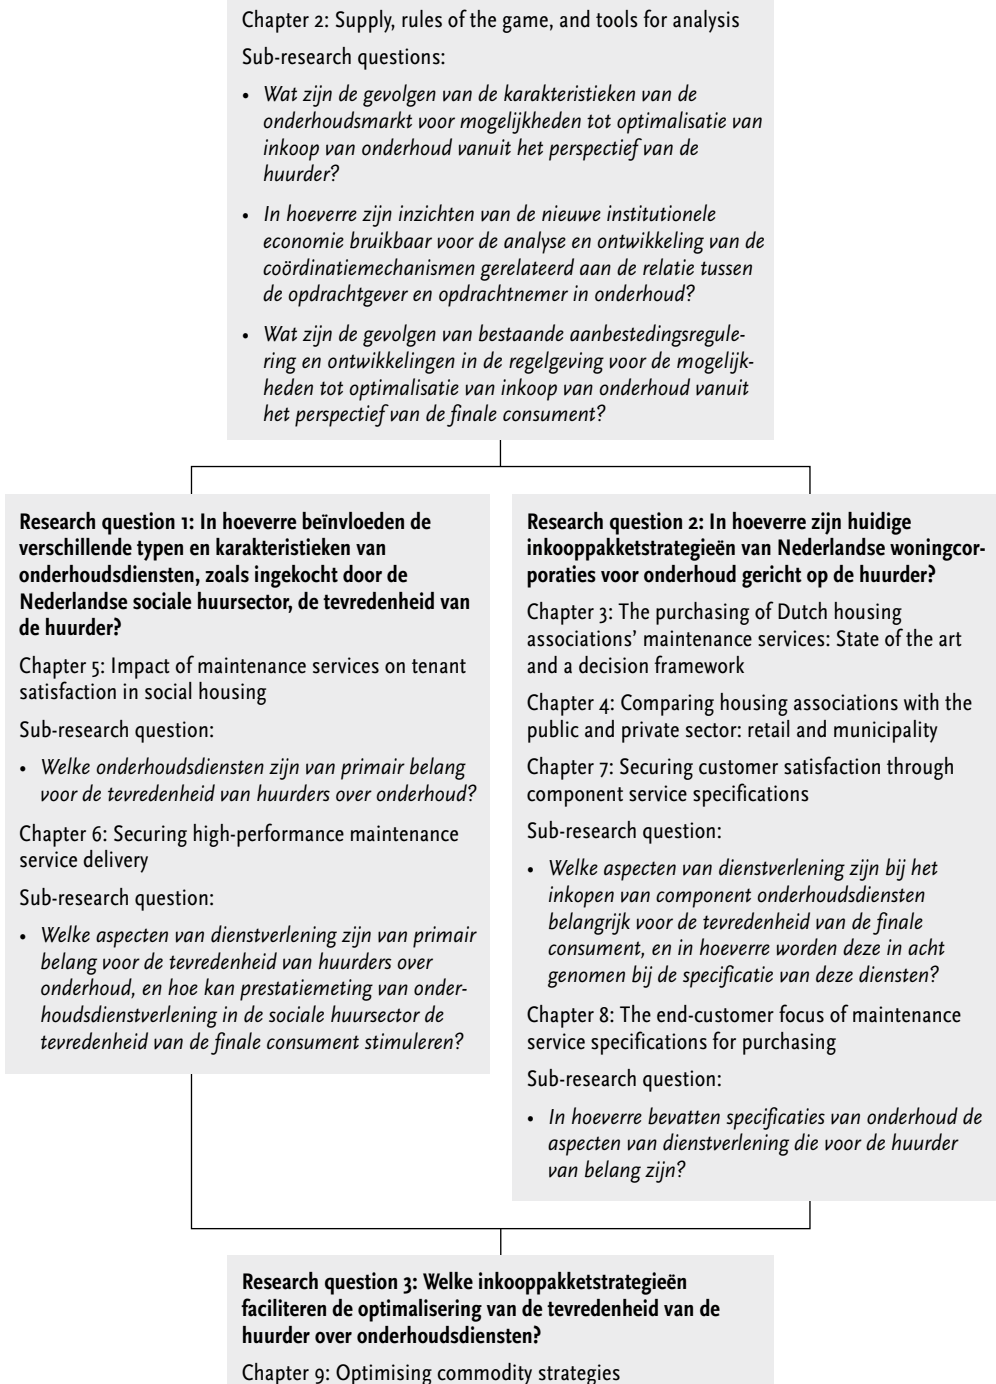 Chapter 2: Supply, rules of the game, and tools for analysis
Sub-research questions:
• Wat zijn de gevolgen van de karakteristieken van de
onderhoudsmarkt voor mogelijkheden tot optimalisatie van
inkoop van onderhoud vanuit het perspectief van de
huurder?
• In hoeverre zijn inzichten van de nieuwe institutionele
economie bruikbaar voor de analyse en ontwikkeling van de
coördinatiemechanismen gerelateerd aan de relatie tussen
de opdrachtgever en opdrachtnemer in onderhoud?
• Wat zijn de gevolgen van bestaande aanbestedingsregule-
ring en ontwikkelingen in de regelgeving voor de mogelijk-
heden tot optimalisatie van inkoop van onderhoud vanuit
het perspectief van de finale consument?
Research question 1: In hoeverre beïnvloeden de
verschillende typen en karakteristieken van
onderhoudsdiensten, zoals ingekocht door de
Nederlandse sociale huursector, de tevredenheid van
de huurder?
Chapter 5: Impact of maintenance services on tenant
satisfaction in social housing
Sub-research question:
• Welke onderhoudsdiensten zijn van primair belang
voor de tevredenheid van huurders over onderhoud?
Chapter 6: Securing high-performance maintenance
service delivery
Sub-research question:
• Welke aspecten van dienstverlening zijn van primair
belang voor de tevredenheid van huurders over
onderhoud, en hoe kan prestatiemeting van onder-
houdsdienstverlening in de sociale huursector de
tevredenheid van de finale consument stimuleren?
Research question 2: In hoeverre zijn huidige
inkooppakketstrategieën van Nederlandse woningcor-
poraties voor onderhoud gericht op de huurder?
Chapter 3: The purchasing of Dutch housing
associations' maintenance services: State of the art
and a decision framework
Chapter 4: Comparing housing associations with the
public and private sector: retail and municipality
Chapter 7: Securing customer satisfaction through
component service specifications
Sub-research question:
• Welke aspecten van dienstverlening zijn bij het
inkopen van component onderhoudsdiensten
belangrijk voor de tevredenheid van de finale
consument, en in hoeverre worden deze in acht
genomen bij de specificatie van deze diensten?
Chapter 8: The end-customer focus of maintenance
service specifications for purchasing
Sub-research question:
• In hoeverre bevatten specificaties van onderhoud de
aspecten van dienstverlening die voor de huurder
van belang zijn?
Research question 3: Welke inkooppakketstrategieën
faciliteren de optimalisering van de tevredenheid van de
huurder over onderhoudsdiensten?
Chapter 9: Optimising commodity strategies